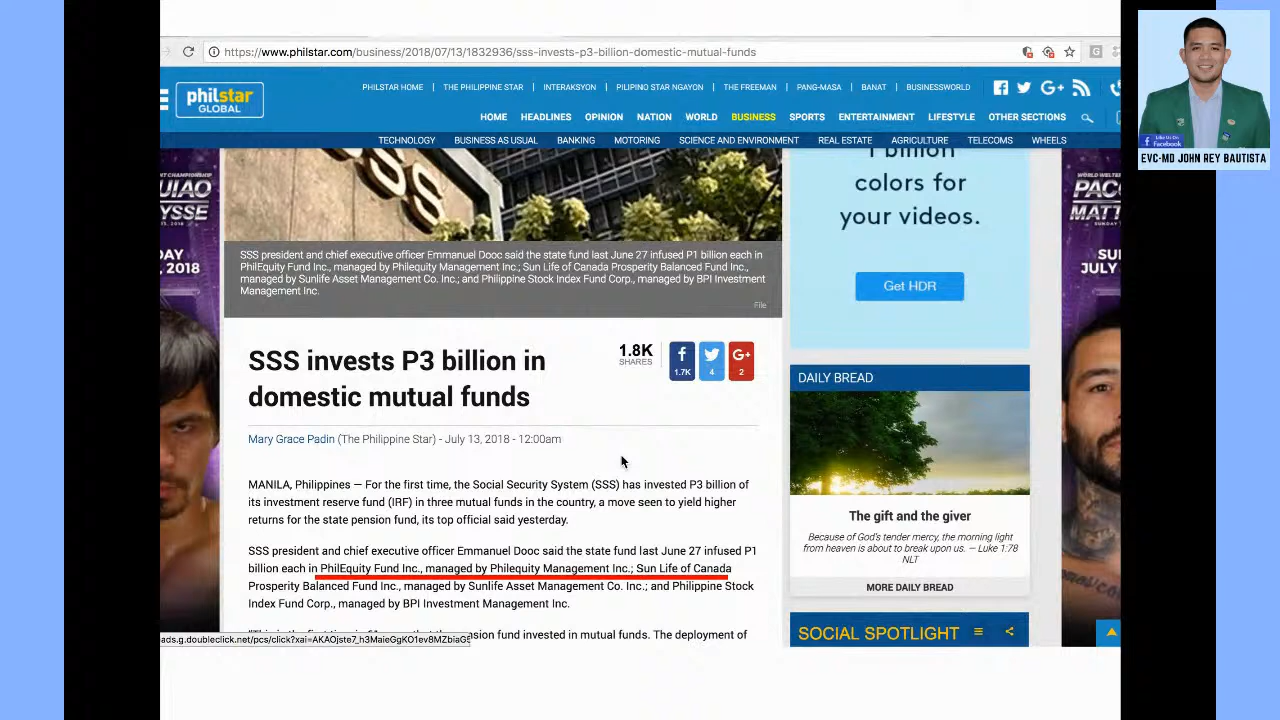 https://www.philstar.com/business/2018/07/13/1832936/sss-invests-p3-billion-domestic-mutual-funds
philstar
GLOBAL
PHILSTAR HOME | THE PHILIPPINE STAR | INTERAKSYON | PILIPINO STAR NGAYON | THE FREEMAN | PANG-MASA | BANAT | BUSINESSWORLD
HOME HEADLINES OPINION NATION WORLD BUSINESS SPORTS ENTERTAINMENT LIFESTYLE OTHER SECTIONS
TECHNOLOGY BUSINESS AS USUAL BANKING MOTORING SCIENCE AND ENVIRONMENT REAL ESTATE AGRICULTURE TELECOMS WHEELS
Like Us On
Facebook
EVC-MD JOHN REY BAUTISTA
SSS
SSS president and chief executive officer Emmanuel Dooc said the state fund last June 27 infused P1 billion each in
PhilEquity Fund Inc., managed by Philequity Management Inc.; Sun Life of Canada Prosperity Balanced Fund Inc.,
managed by Sunlife Asset Management Co. Inc.; and Philippine Stock Index Fund Corp., managed by BPI Investment
Management Inc.
File
1 billion
colors for
your videos.
Get HDR
SSS invests P3 billion in
domestic mutual funds
1.8K
SHARES
1.7K
4
G+
2
Mary Grace Padin (The Philippine Star) - July 13, 2018 - 12:00am
MANILA, Philippines — For the first time, the Social Security System (SSS) has invested P3 billion of
its investment reserve fund (IRF) in three mutual funds in the country, a move seen to yield higher
returns for the state pension fund, its top official said yesterday.
SSS president and chief executive officer Emmanuel Dooc said the state fund last June 27 infused P1
billion each in PhilEquity Fund Inc., managed by Philequity Management Inc.; Sun Life of Canada
Prosperity Balanced Fund Inc., managed by Sunlife Asset Management Co. Inc.; and Philippine Stock
Index Fund Corp., managed by BPI Investment Management Inc.
pension fund invested in mutual funds. The deployment of
DAILY BREAD
The gift and the giver
Because of God's tender mercy, the morning light
from heaven is about to break upon us. — Luke 1:78
NLT
MORE DAILY BREAD
SOCIAL SPOTLIGHT